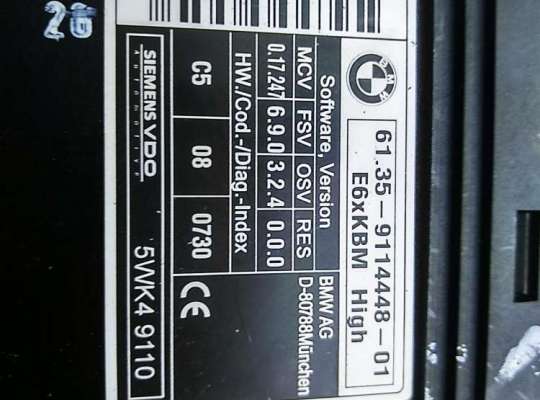 26
BMW
61.35-9114448-01
E6xKBM High
Software, Version
MCV FSV OSV RES
0.17.247 6.9.0 3.2.4 0.0.0
HW./Cod.-/Diag.-Index
C5 08 0730
BMW AG
D-80788München
CE
SIEMENS VDO
Automotive
5WK4 9110